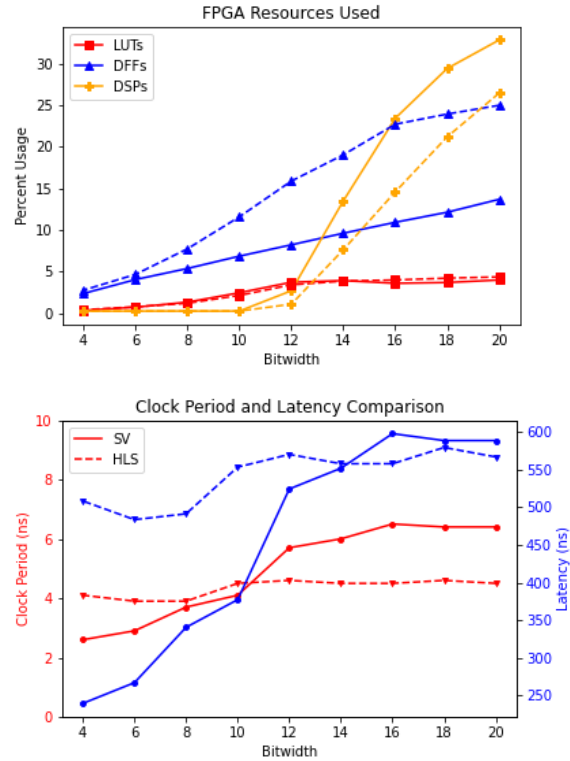 FPGA Resources Used
LUTs
DFFs
DSPs
Percent Usage
30
25
20
15
10
5
0
4 6 8 10 12 14 16 18 20
Bitwidth
Clock Period and Latency Comparison
SV
HLS
Clock Period (ns)
10
8
6
4
2
0
Latency (ns)
600
550
500
450
400
350
300
250
4 6 8 10 12 14 16 18 20
Bitwidth